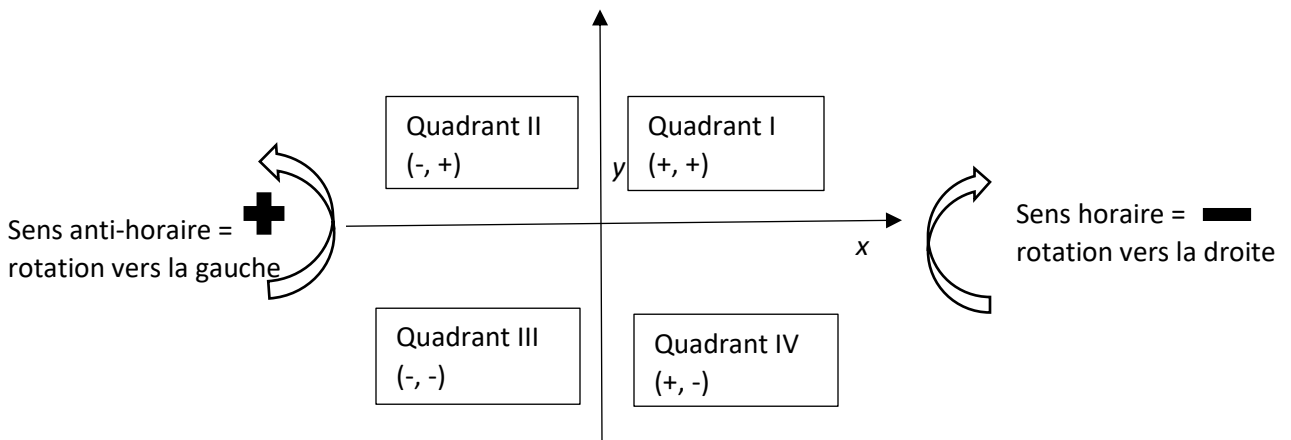 Quadrant II
(-, +)
Quadrant I
(+, +)
y
x
Sens anti-horaire = +
rotation vers la gauche
Sens horaire = -
rotation vers la droite
Quadrant III
(-, -)
Quadrant IV
(+, -)